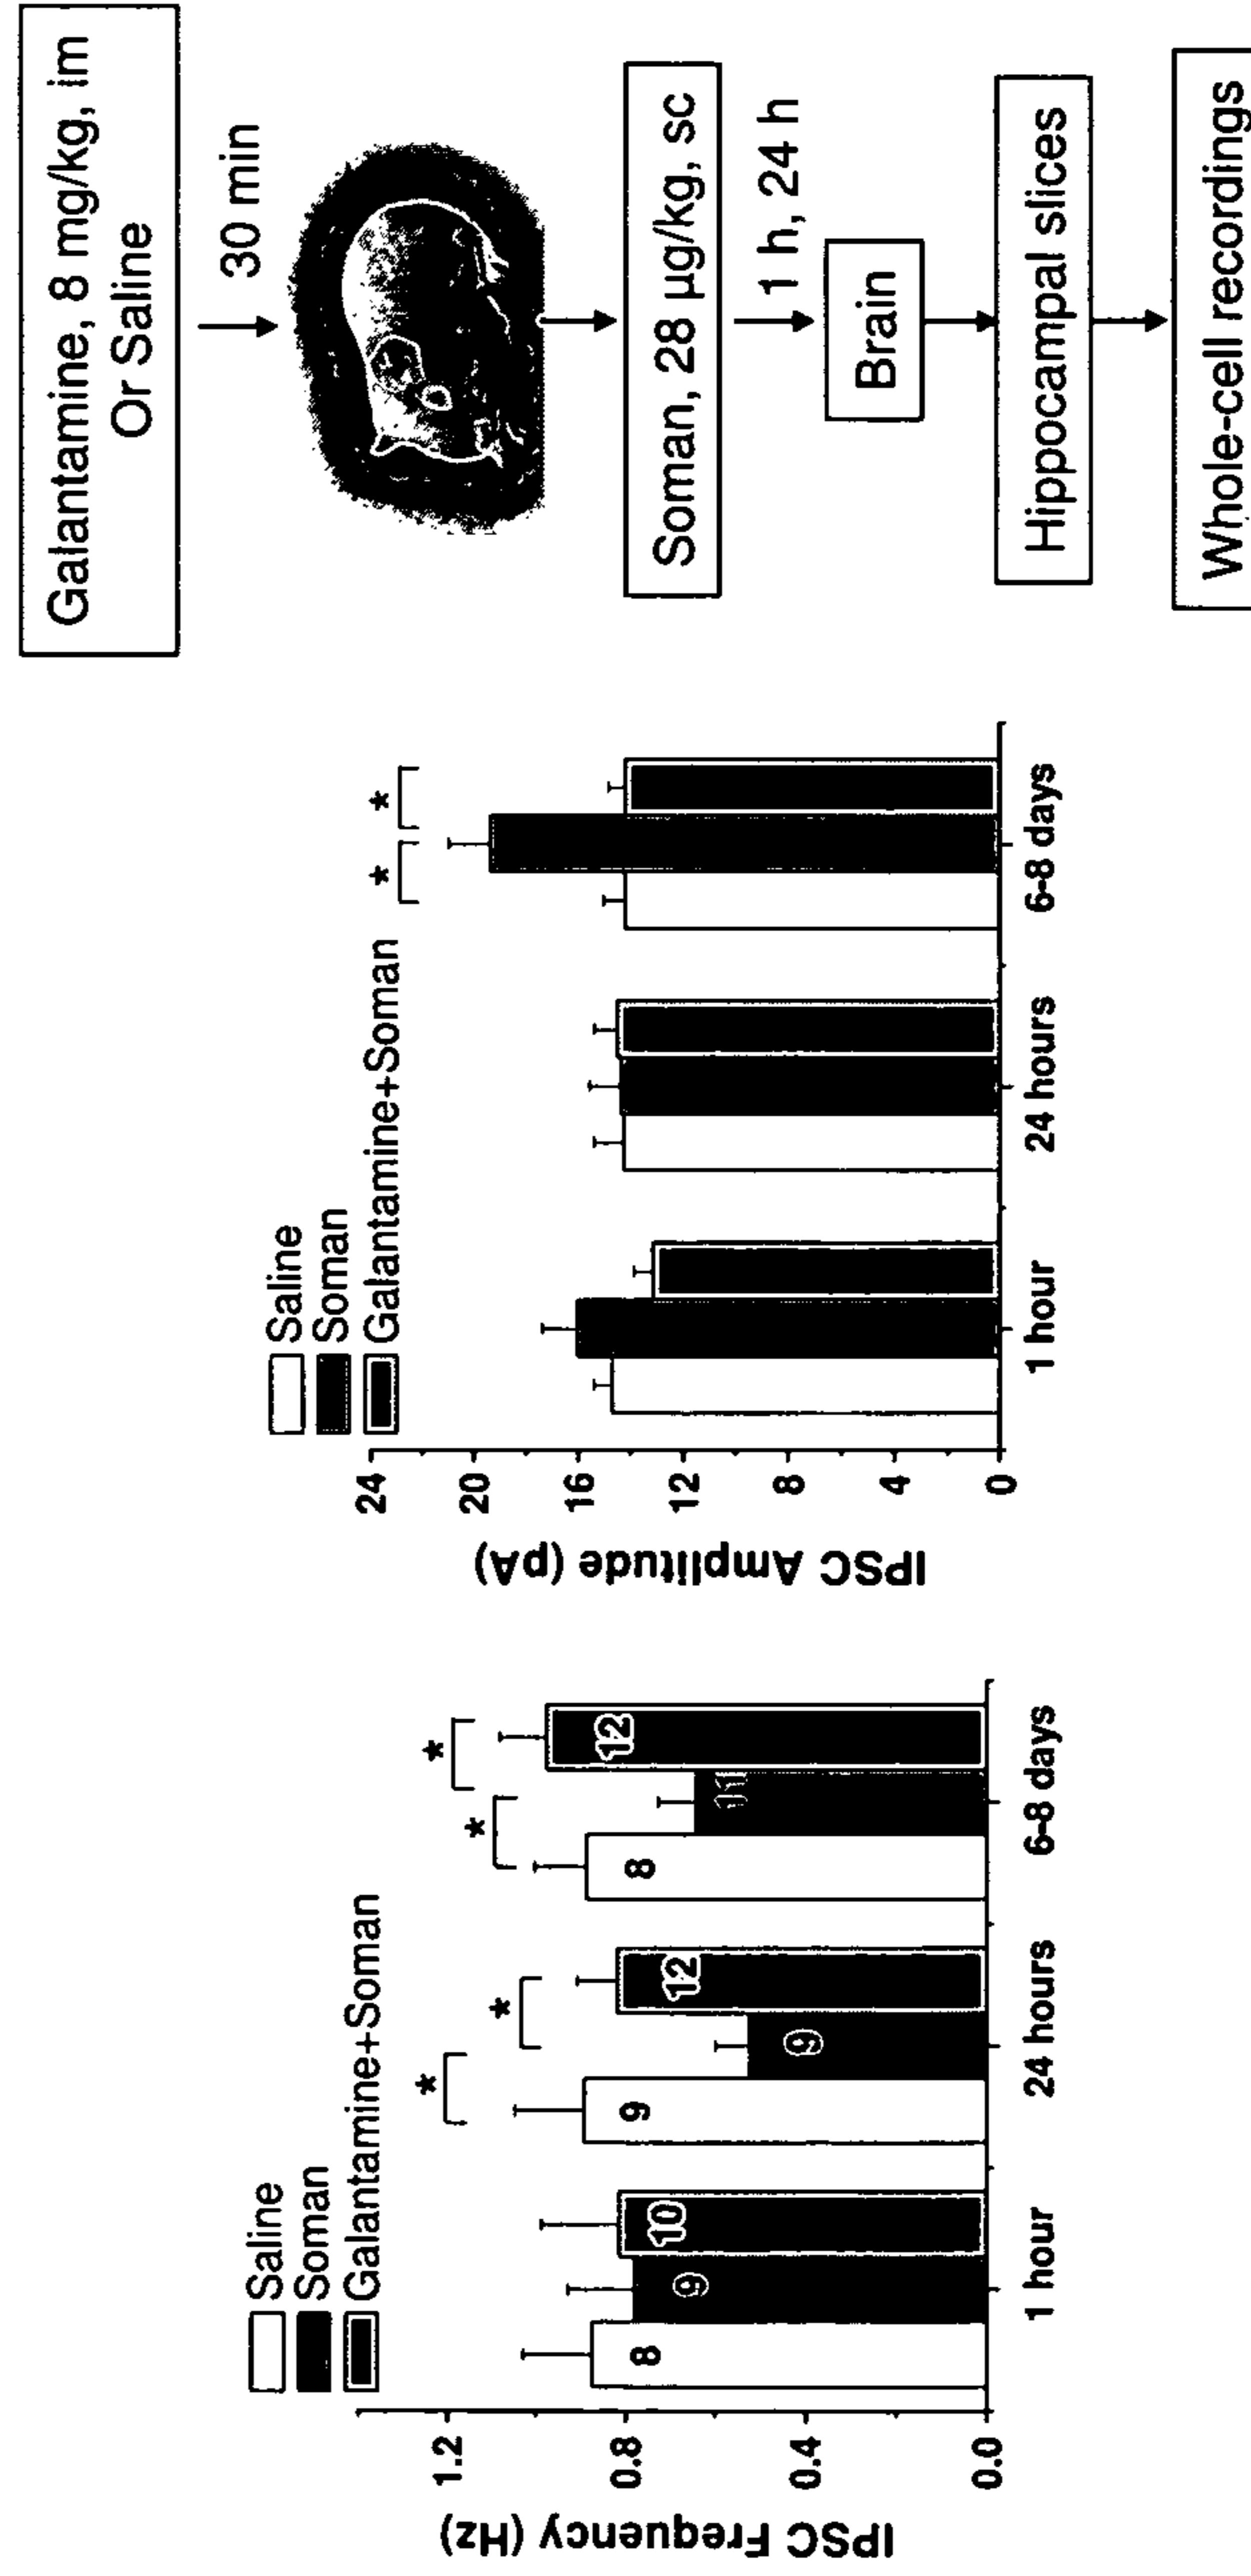 Galantamine, 8 mg/kg, im
Or Saline
30 min
Soman, 28 µg/kg, sc
1 h, 24 h
Brain
Hippocampal slices
Whole-cell recordings
Saline
Soman
Galantamine+Soman
IPSC Amplitude (pA)
24
20
16
12
8
4
0
*
*
1 hour
24 hours
6-8 days
Saline
Soman
Galantamine+Soman
IPSC Frequency (Hz)
1.2
0.8
0.4
0.0
*
*
*
*
8
9
10
9
9
12
8
11
12
1 hour
24 hours
6-8 days